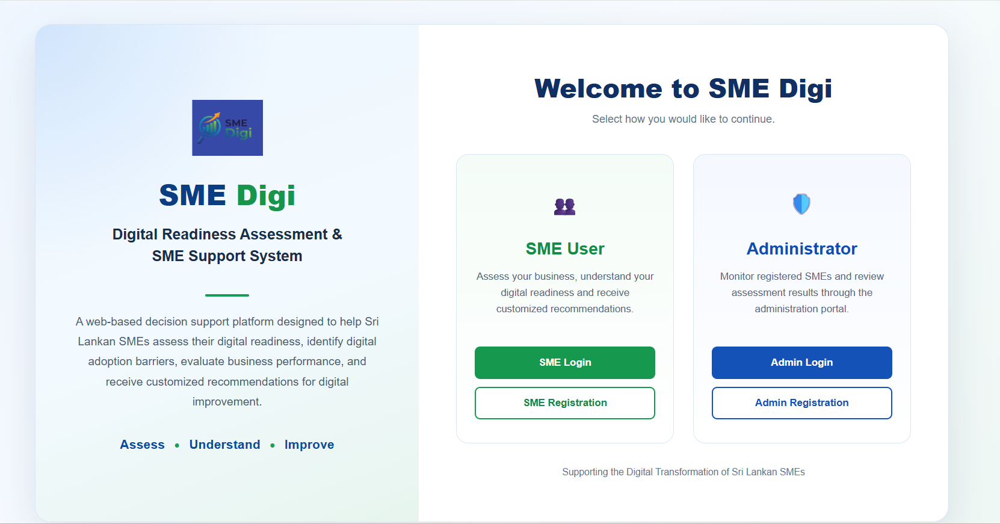 SME
Digi
SME Digi
Digital Readiness Assessment &
SME Support System
A web-based decision support platform designed to help Sri
Lankan SMEs assess their digital readiness, identify digital
adoption barriers, evaluate business performance, and
receive customized recommendations for digital
improvement.
Assess • Understand • Improve
Welcome to SME Digi
Select how you would like to continue.
SME User
Assess your business, understand your
digital readiness and receive
customized recommendations.
SME Login
SME Registration
Administrator
Monitor registered SMEs and review
assessment results through the
administration portal.
Admin Login
Admin Registration
Supporting the Digital Transformation of Sri Lankan SMEs